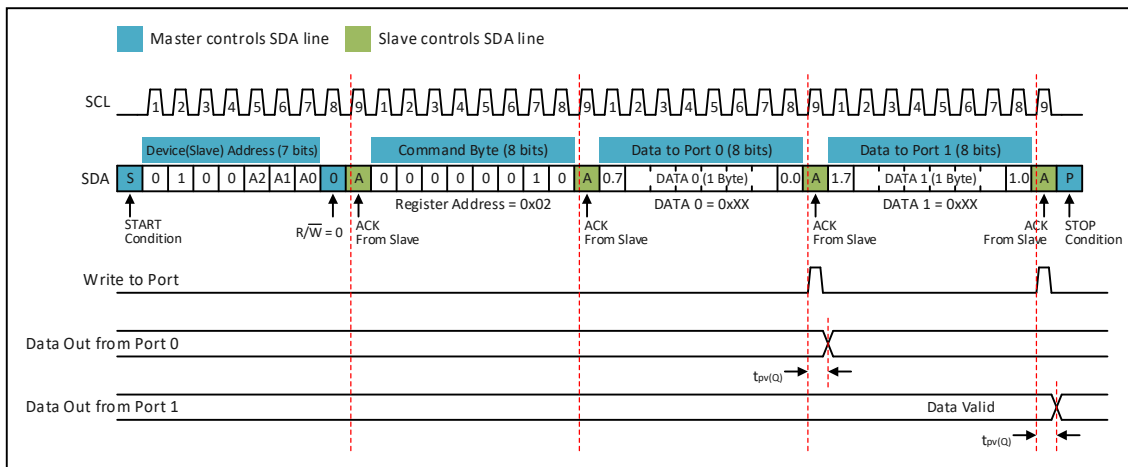 Master controls SDA line Slave controls SDA line
SCL 1 2 3 4 5 6 7 8 9 1 2 3 4 5 6 7 8 9 1 2 3 4 5 6 7 8 9 1 2 3 4 5 6 7 8 9
Device(Slave) Address (7 bits) Command Byte (8 bits) Data to Port 0 (8 bits) Data to Port 1 (8 bits)
SDA S 0 1 0 0 A2 A1 A0 0 A 0 0 0 0 0 0 1 0 A 0.7 DATA 0 (1 Byte) 0.0 A 1.7 DATA 1 (1 Byte) 1.0 A P
Register Address = 0x02 DATA 0 = 0xXX DATA 1 = 0xXX
START Condition
R/W̅ = 0
ACK From Slave
ACK From Slave
ACK From Slave
ACK From Slave
STOP Condition
Write to Port
Data Out from Port 0
tpv(Q)
Data Out from Port 1 Data Valid
tpv(Q)